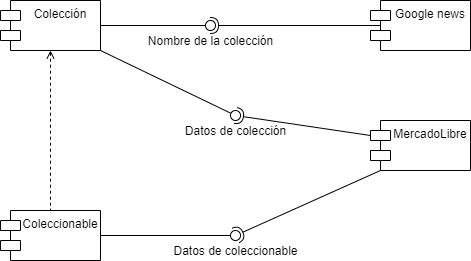 Colección
Google news
Nombre de la colección
Datos de colección
MercadoLibre
Coleccionable
Datos de coleccionable